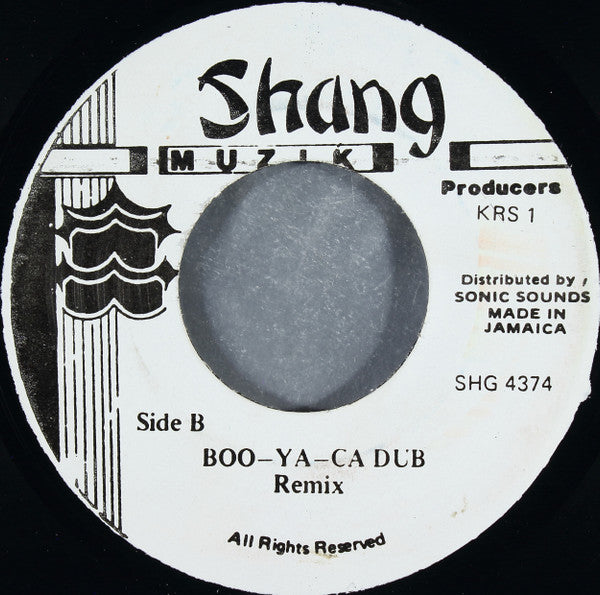 Shang
MUZIK
Producers
KRS 1
Distributed by
SONIC SOUNDS
MADE IN
JAMAICA
SHG 4374
Side B
BOO-YA-CA DUB
Remix
All Rights Reserved